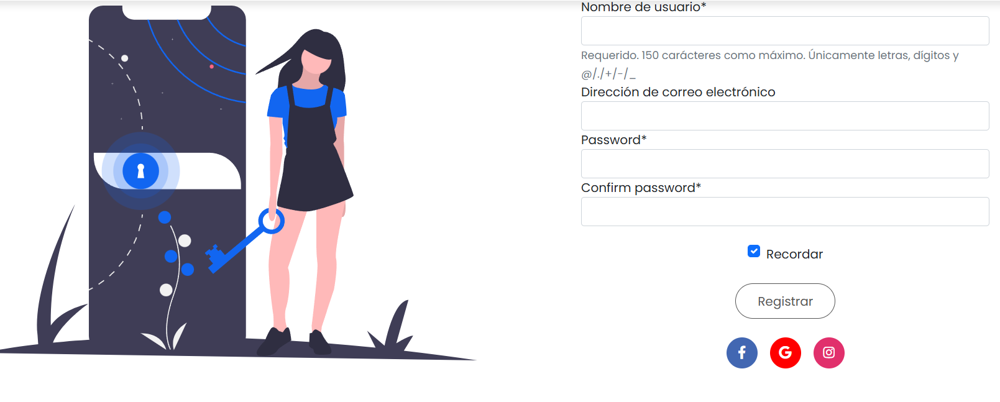 Nombre de usuario*
Requerido. 150 carácteres como máximo. Únicamente letras, dígitos y
@/./+/-/_
Dirección de correo electrónico
Password*
Confirm password*
Recordar
Registrar